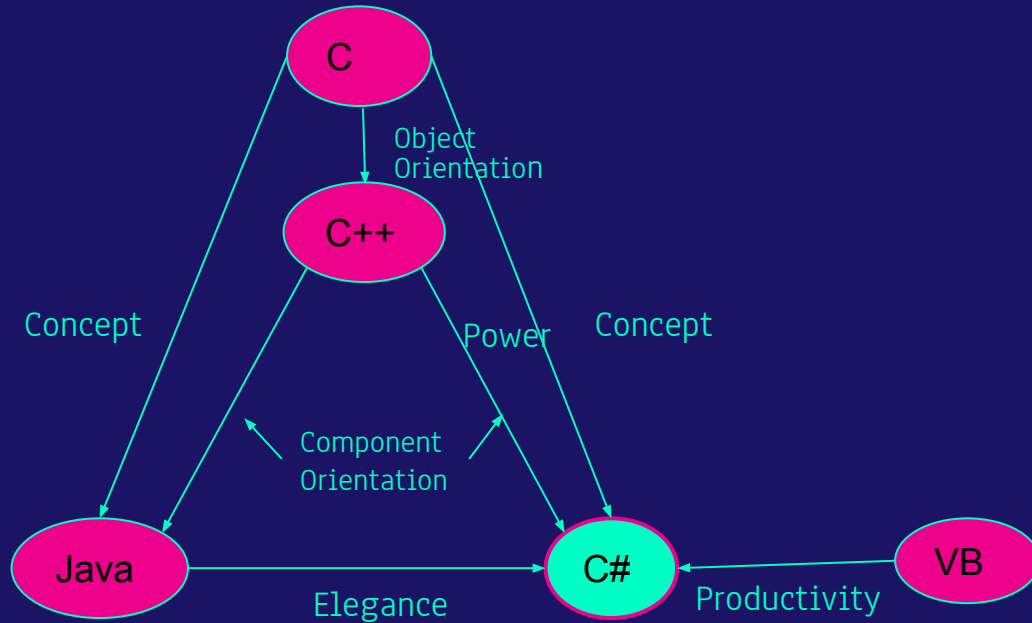 C
Object
Orientation
C++
Concept
Power
Concept
Component
Orientation
Java
C#
VB
Elegance
Productivity